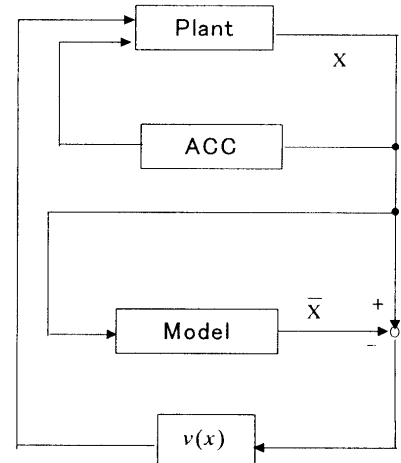 Plant
X
ACC
X̄
+
Model
−
v(x)